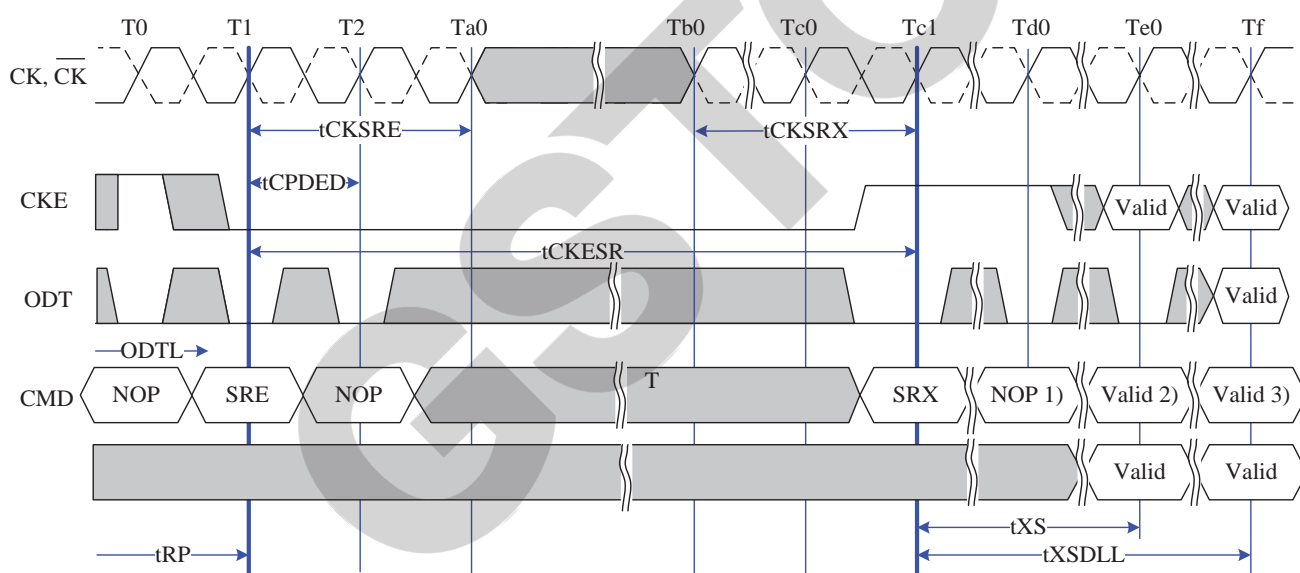 T0 T1 T2 Ta0 Tb0 Tc0 Tc1 Td0 Te0 Tf
CK, C̅K̅
tCKSRE tCKSRX
tCPDED
CKE Valid Valid
tCKESR
ODT Valid
ODTL
T
CMD NOP SRE NOP SRX NOP 1) Valid 2) Valid 3)
Valid Valid
tXS
tRP tXSDLL
GSTO